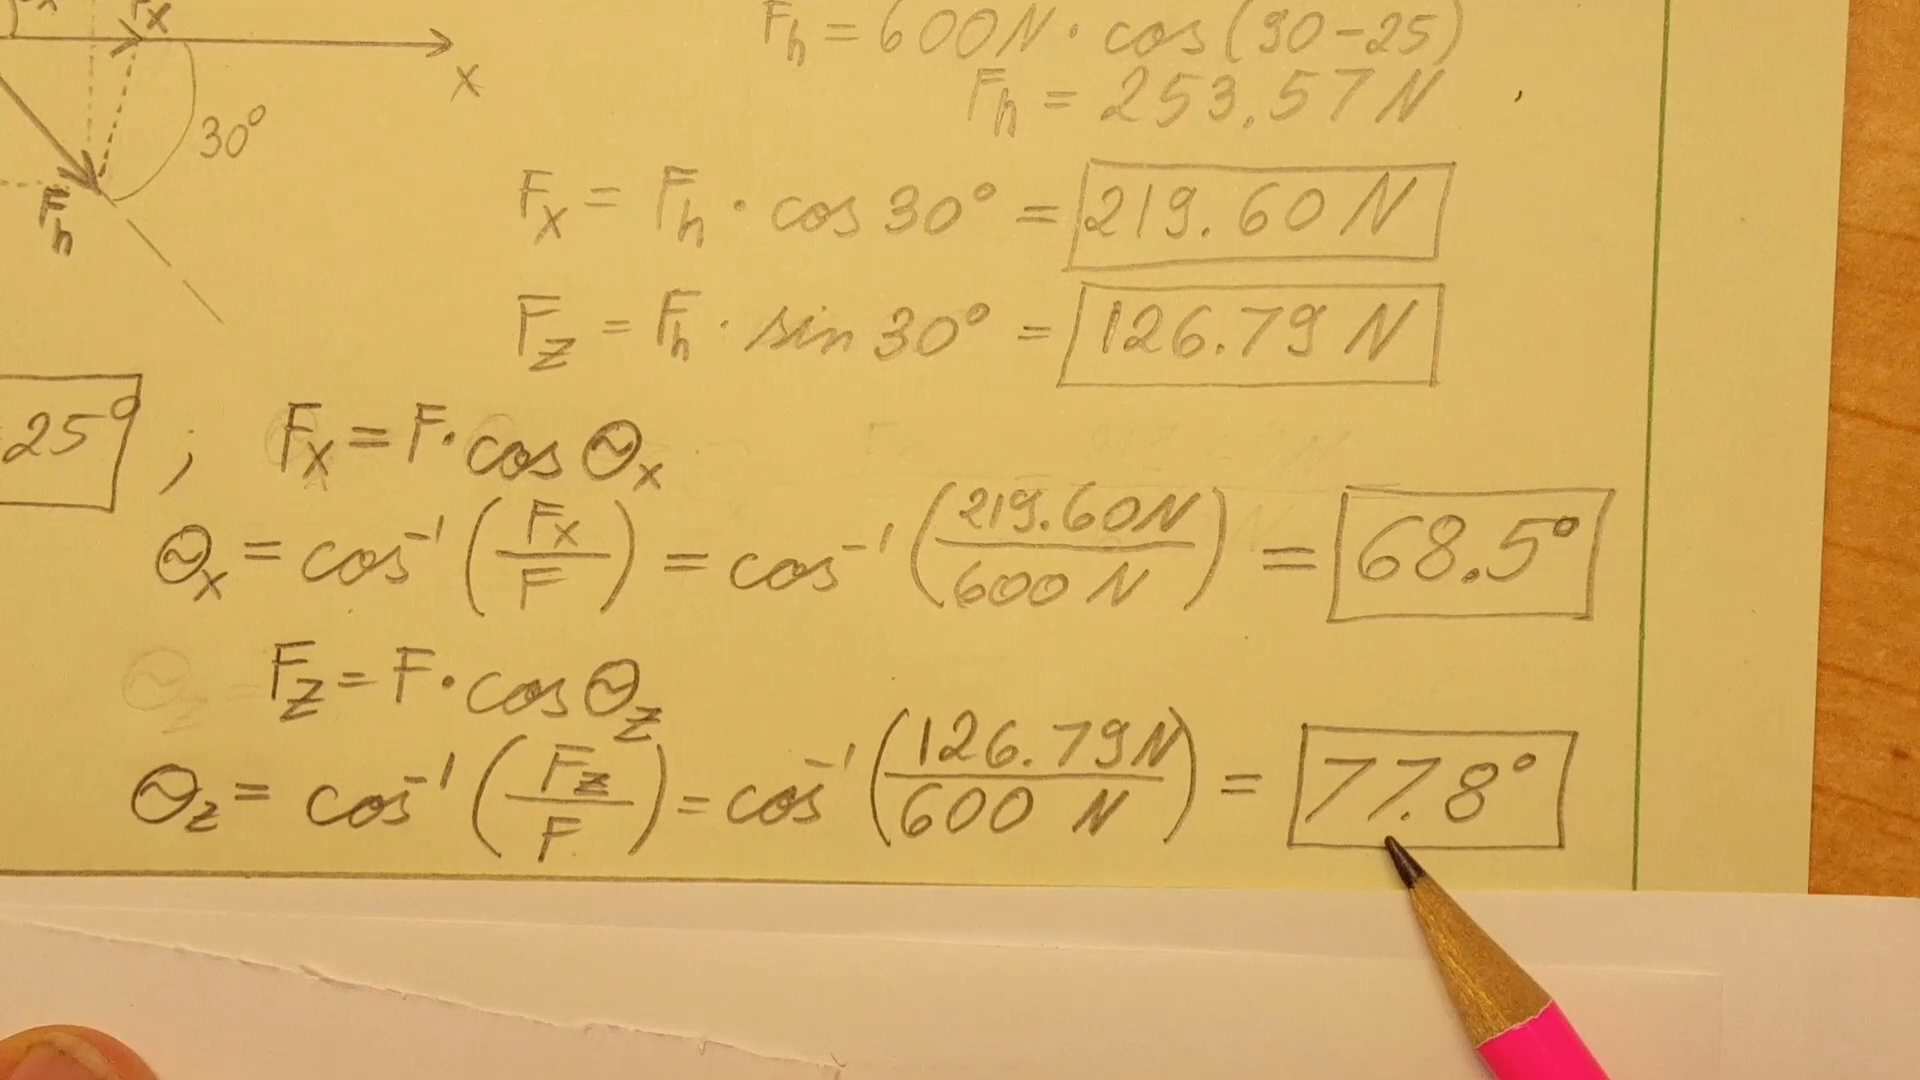 Fx
x
30°
Fh
Fh = 600N · cos(90-25)
Fh = 253.57 N
Fx = Fh · cos 30° = 219.60 N
Fz = Fh · sin 30° = 126.79 N
25° ; Fx = F · cos Θx
Θx = cos⁻¹ (Fx/F) = cos⁻¹ (219.60N/600 N) = 68.5°
Fz = F · cos Θz
Θz = cos⁻¹ (Fz/F) = cos⁻¹ (126.79N/600 N) = 77.8°